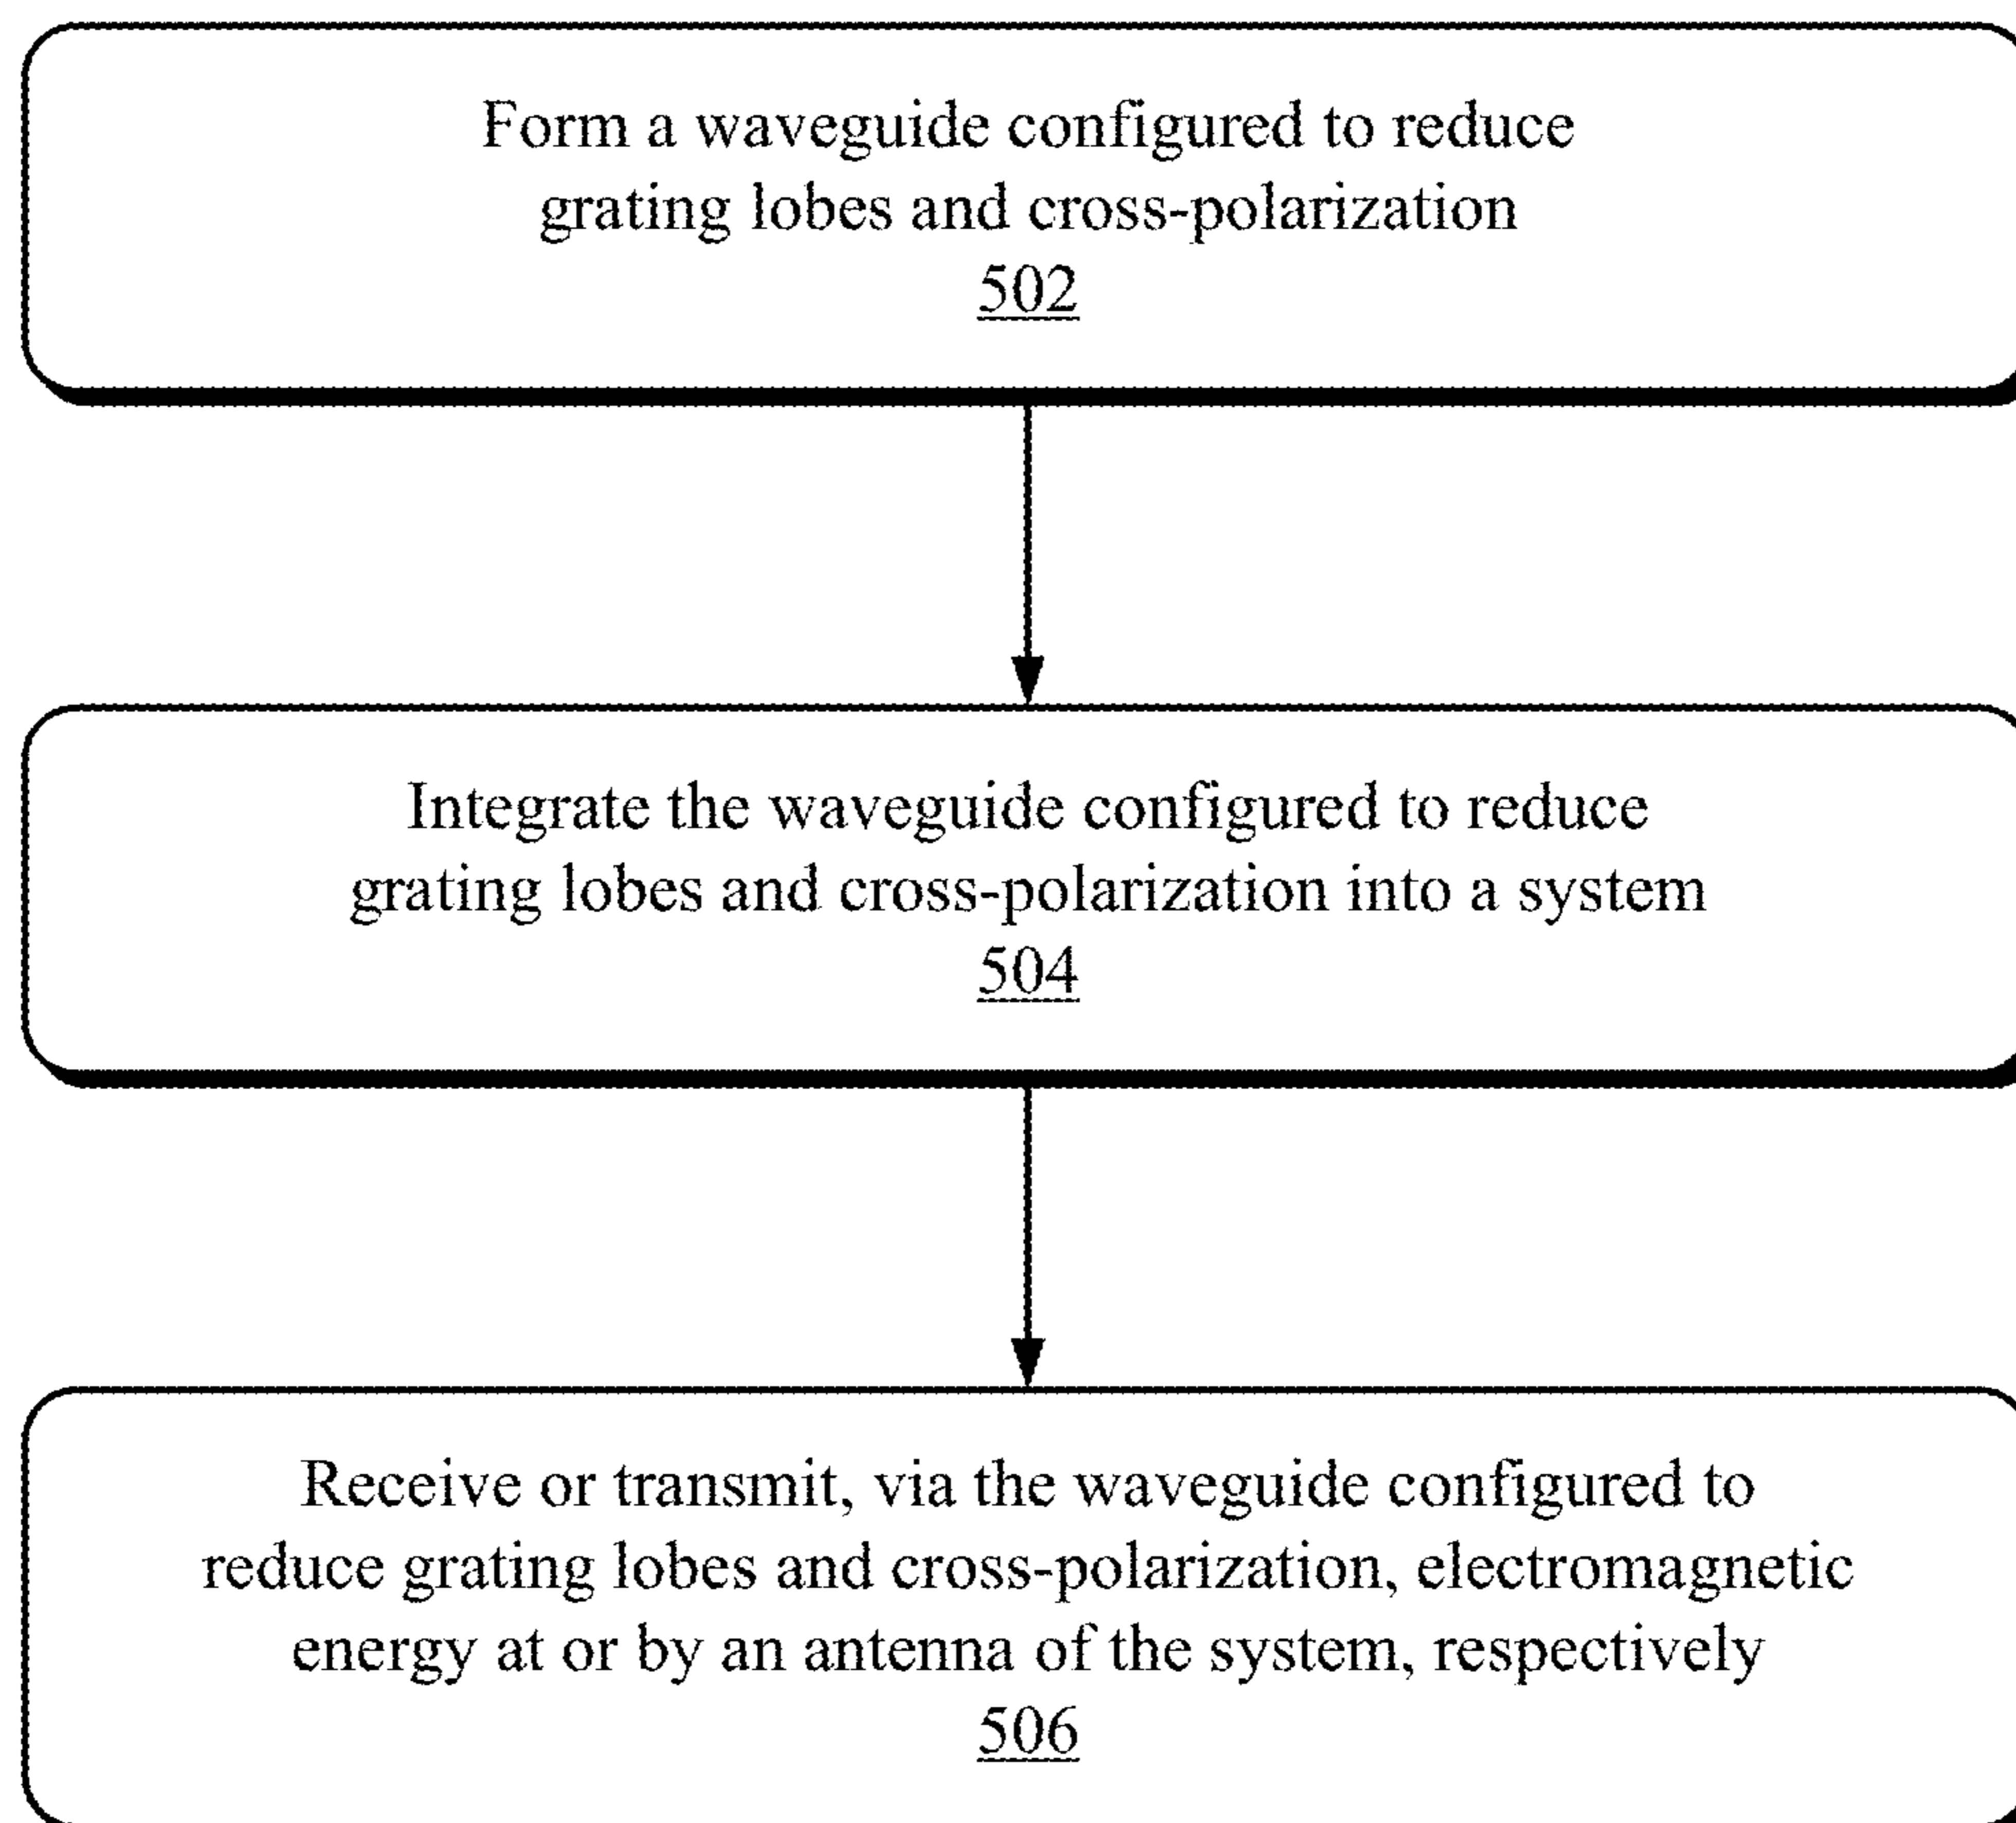 Form a waveguide configured to reduce
grating lobes and cross-polarization
502
Integrate the waveguide configured to reduce
grating lobes and cross-polarization into a system
504
Receive or transmit, via the waveguide configured to
reduce grating lobes and cross-polarization, electromagnetic
energy at or by an antenna of the system, respectively
506